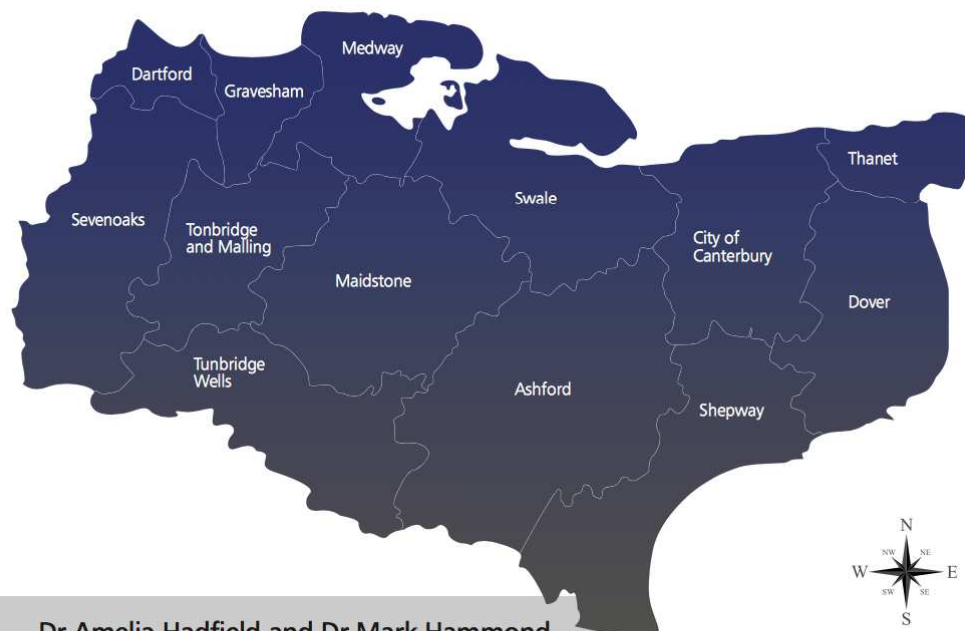 Medway
Dartford
Gravesham
Thanet
Swale
Sevenoaks
Tonbridge
and Malling
City of
Canterbury
Maidstone
Dover
Tunbridge
Wells
Ashford
Shepway
N
NW NE
W E
SW SE
S
Dr Amelia Hadfield and Dr Mark Hammond